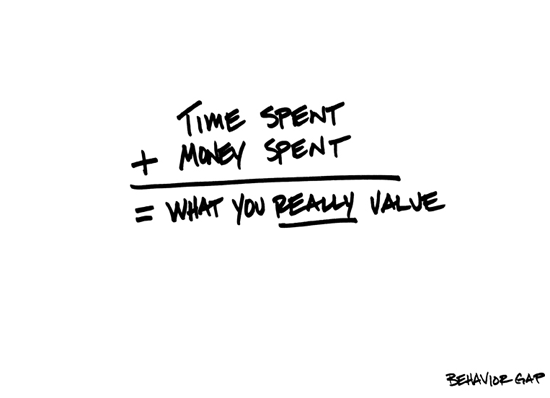 TIME SPENT
+ MONEY SPENT
= WHAT YOU REALLY VALUE
BEHAVIOR GAP